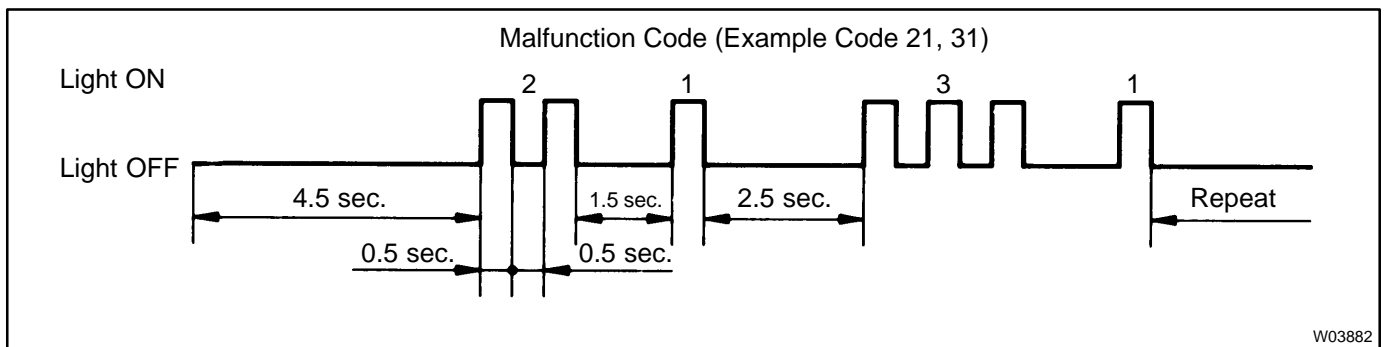 Malfunction Code (Example Code 21, 31)
Light ON
2 1 3 1
Light OFF
4.5 sec. 1.5 sec. 2.5 sec. Repeat
0.5 sec. 0.5 sec.
W03882